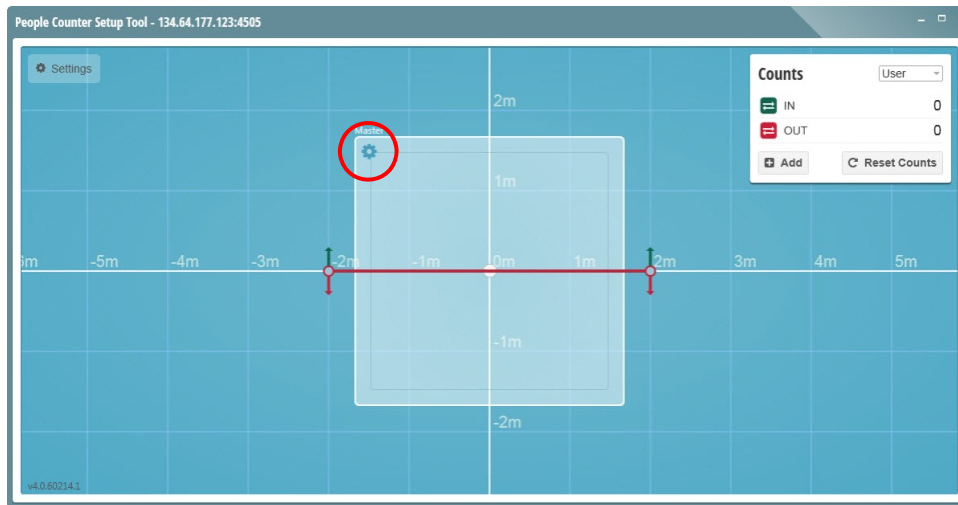 People Counter Setup Tool - 134.64.177.123:4505
Settings
Counts
User
IN 0
OUT 0
Add
Reset Counts
2m
Master
1m
-5m -4m -3m -2m -1m 0m 1m 2m 3m 4m 5m
-1m
-2m
v4.0.60214.1